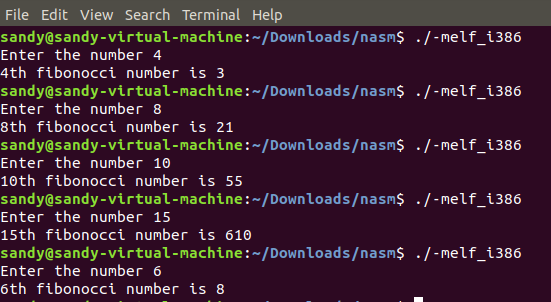 File Edit View Search Terminal Help
sandy@sandy-virtual-machine:~/Downloads/nasm$ ./-melf_i386
Enter the number 4
4th fibonocci number is 3
sandy@sandy-virtual-machine:~/Downloads/nasm$ ./-melf_i386
Enter the number 8
8th fibonocci number is 21
sandy@sandy-virtual-machine:~/Downloads/nasm$ ./-melf_i386
Enter the number 10
10th fibonocci number is 55
sandy@sandy-virtual-machine:~/Downloads/nasm$ ./-melf_i386
Enter the number 15
15th fibonocci number is 610
sandy@sandy-virtual-machine:~/Downloads/nasm$ ./-melf_i386
Enter the number 6
6th fibonocci number is 8